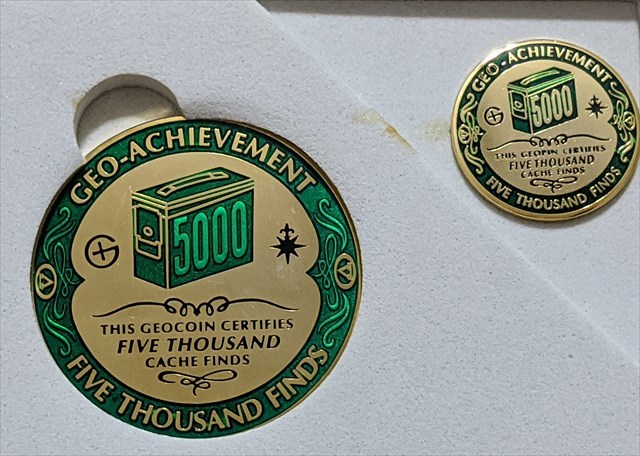 GEO-ACHIEVEMENT
5000
THIS GEOCOIN CERTIFIES
FIVE THOUSAND
CACHE FINDS
FIVE THOUSAND FINDS
GEO-ACHIEVEMENT
5000
THIS GEOPIN CERTIFIES
FIVE THOUSAND
CACHE FINDS
FIVE THOUSAND FINDS